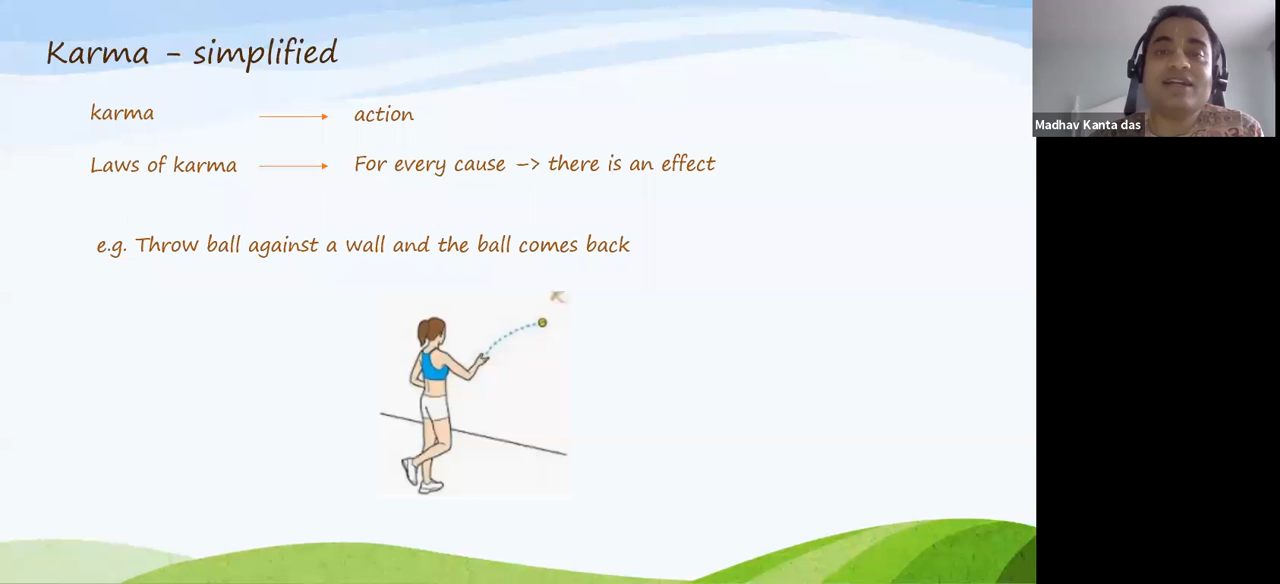 Karma - simplified
karma → action
Laws of karma → For every cause -> there is an effect
e.g. Throw ball against a wall and the ball comes back
Madhav Kanta das